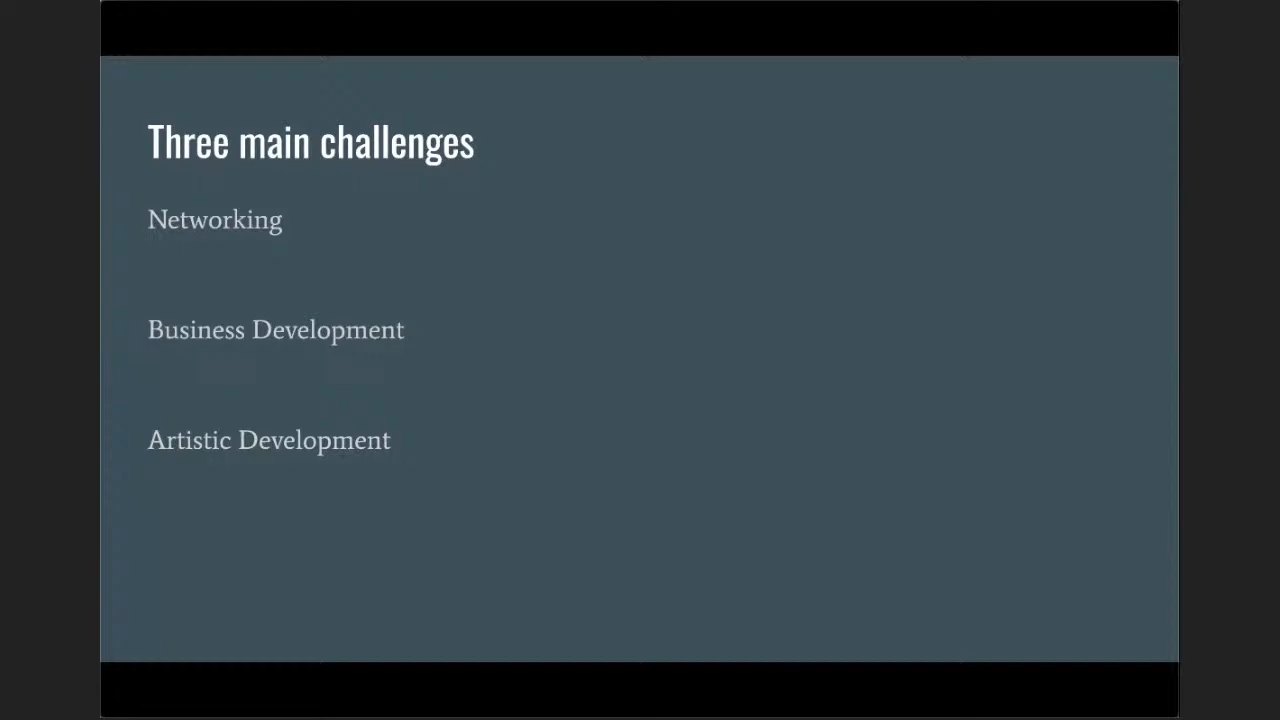 Three main challenges
Networking
Business Development
Artistic Development